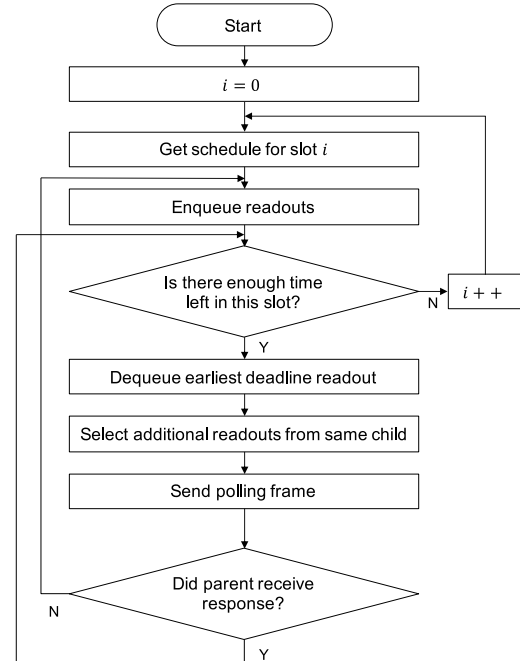 Start
i = 0
Get schedule for slot i
Enqueue readouts
Is there enough time
left in this slot?
N
i + +
Y
Dequeue earliest deadline readout
Select additional readouts from same child
Send polling frame
Did parent receive
response?
N
Y